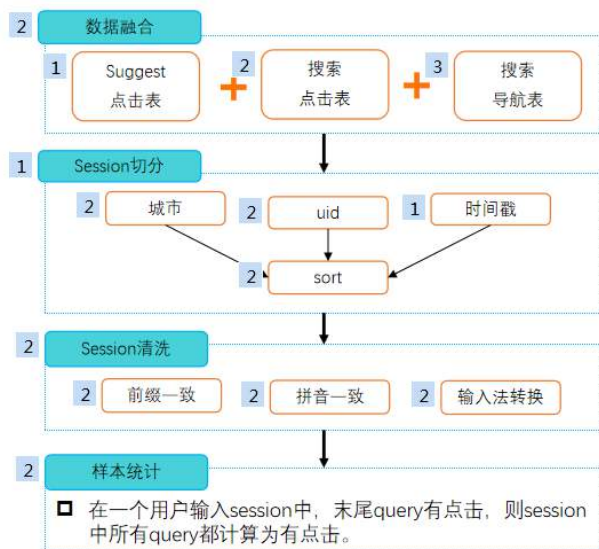 2 数据融合
1 Suggest 点击表
2 搜索 点击表
3 搜索 导航表
1 Session切分
2 城市
2 uid
1 时间戳
2 sort
2 Session清洗
2 前缀一致
2 拼音一致
2 输入法转换
2 样本统计
在一个用户输入session中，末尾query有点击，则session
中所有query都计算为有点击。